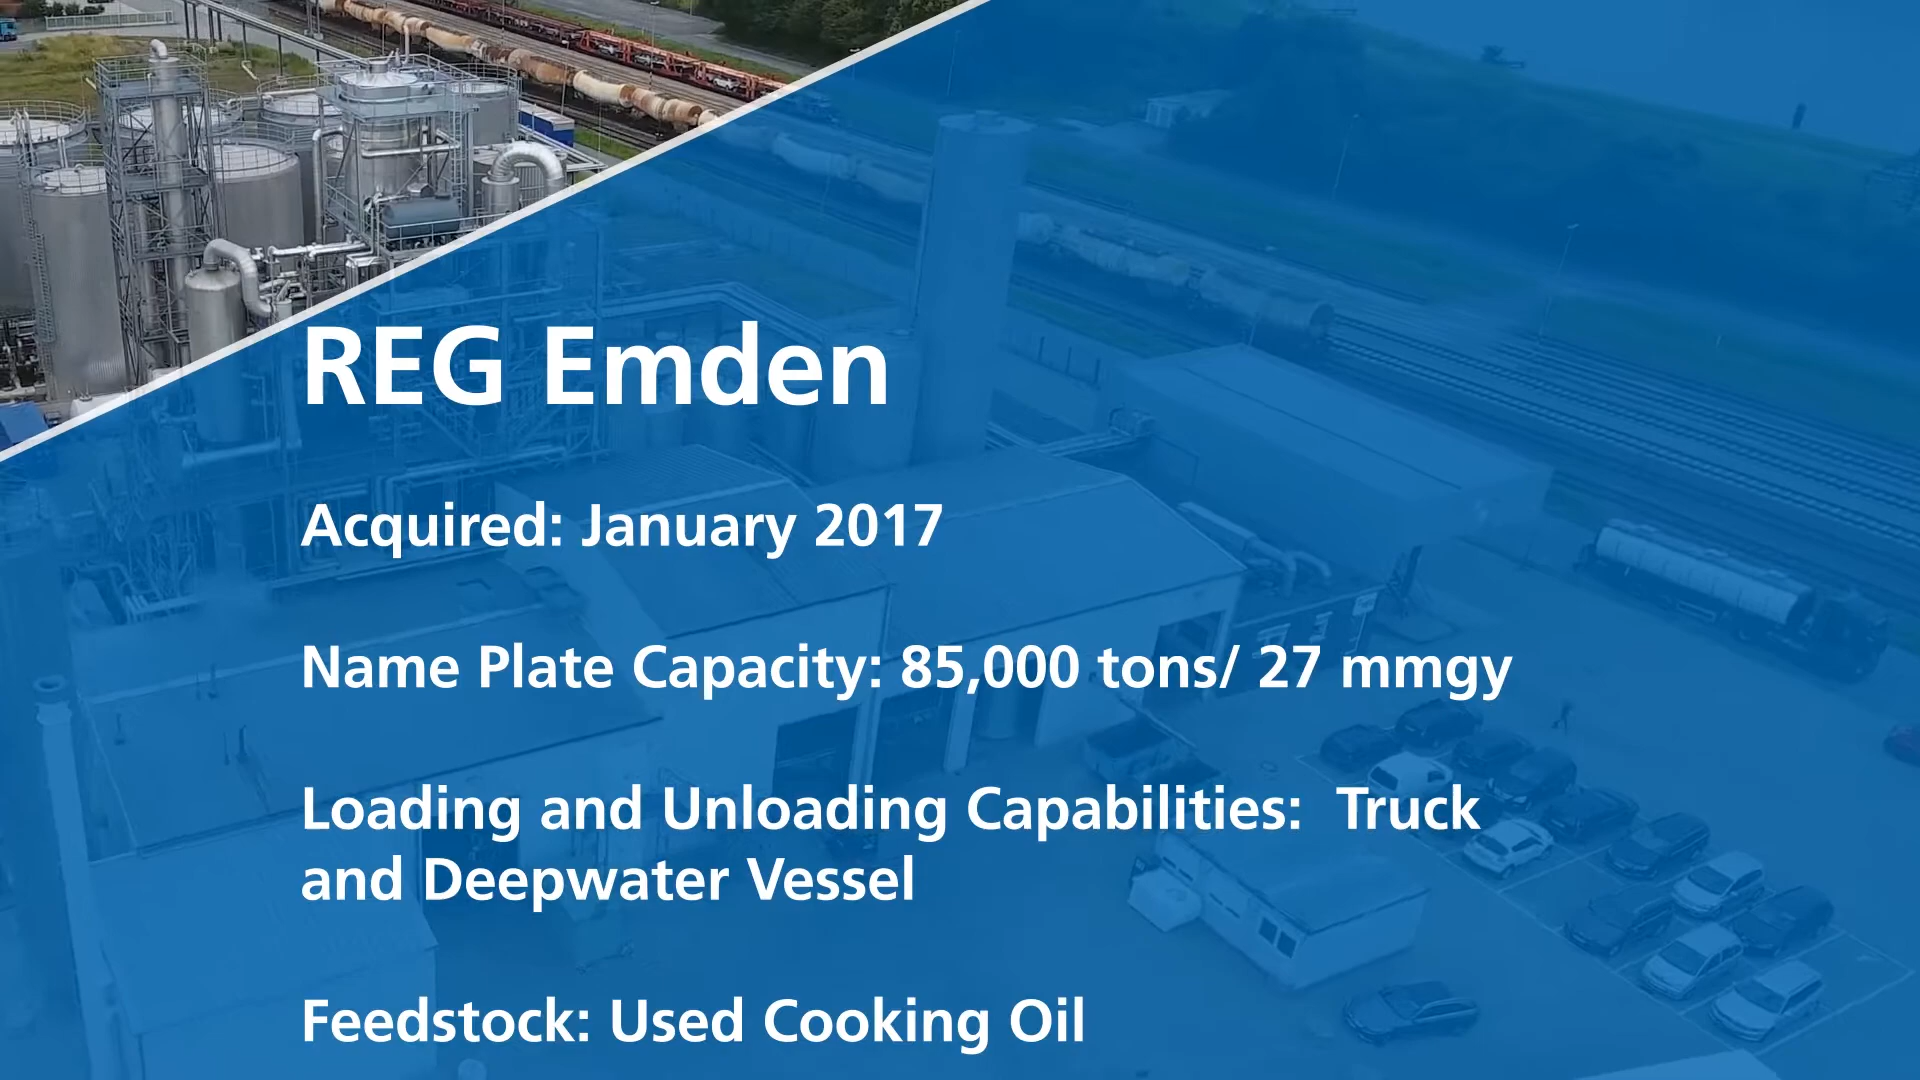 REG Emden
Acquired: January 2017
Name Plate Capacity: 85,000 tons/ 27 mmgy
Loading and Unloading Capabilities:  Truck
and Deepwater Vessel
Feedstock: Used Cooking Oil